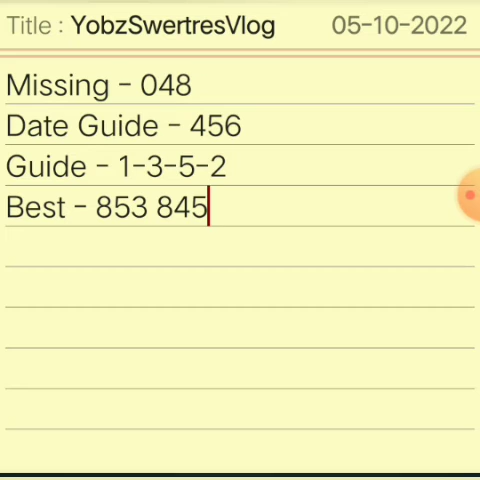 Title : YobzSwertresVlog 05-10-2022
Missing - 048
Date Guide - 456
Guide - 1-3-5-2
Best - 853 845